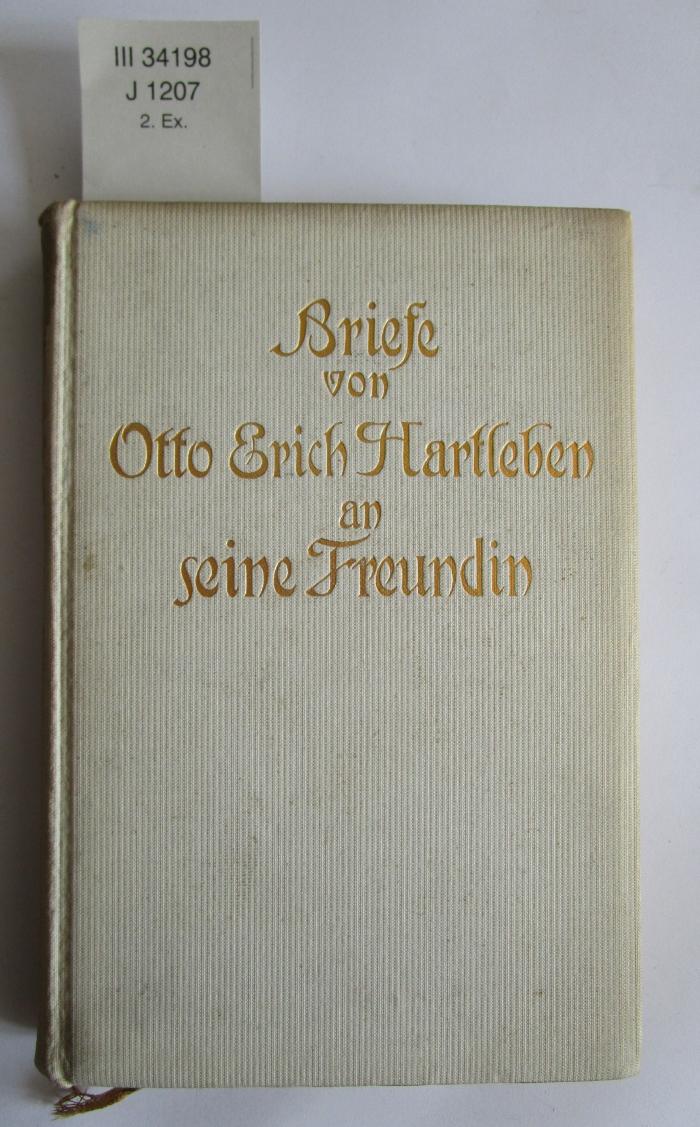 III 34198
J 1207
2. Ex.
Briefe
von
Otto Erich Hartleben
an
seine Freundin